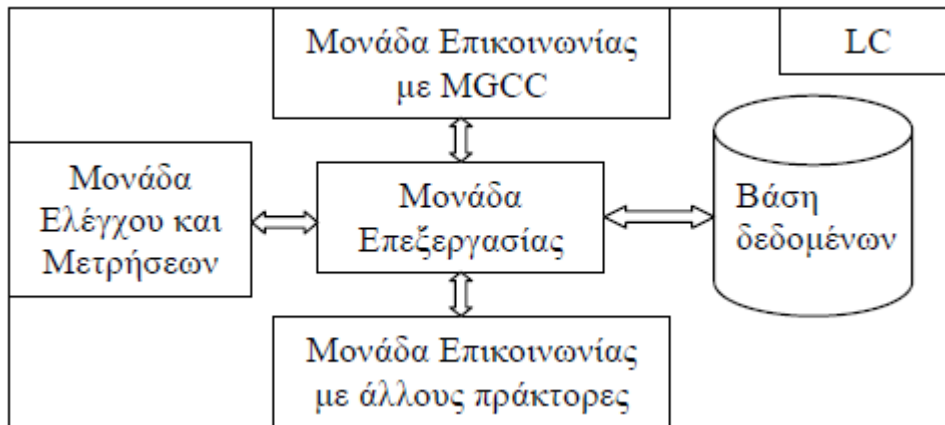 Μονάδα Επικοινωνίας
με MGCC
LC
Μονάδα
Ελέγχου και
Μετρήσεων
Μονάδα
Επεξεργασίας
Βάση
δεδομένων
Μονάδα Επικοινωνίας
με άλλους πράκτορες